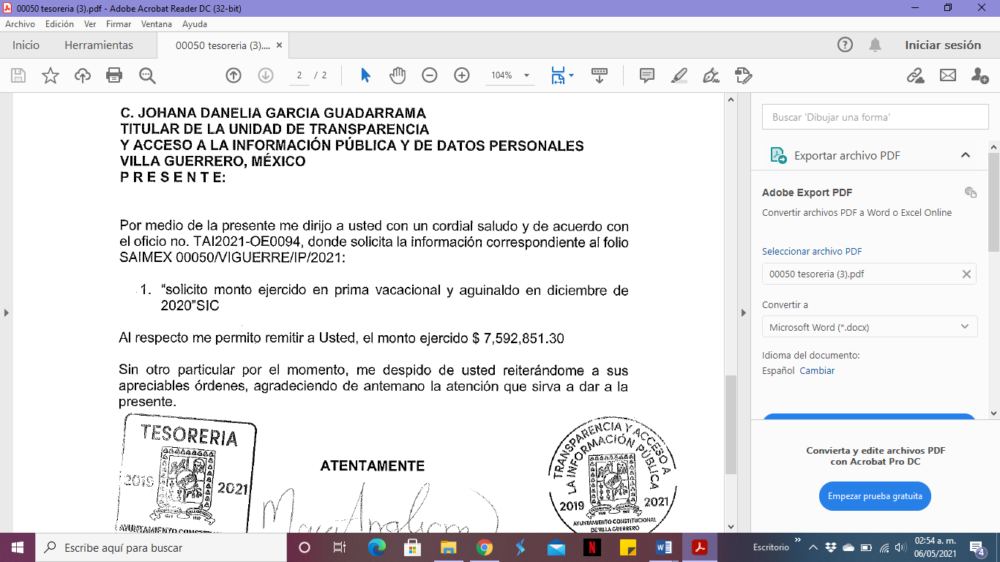 00050 tesoreria (3).pdf - Adobe Acrobat Reader DC (32-bit)
Archivo Edición Ver Firmar Ventana Ayuda
Inicio Herramientas 00050 tesoreria (3).... Iniciar sesión
2 / 2 104%
C. JOHANA DANELIA GARCIA GUADARRAMA
TITULAR DE LA UNIDAD DE TRANSPARENCIA
Y ACCESO A LA INFORMACIÓN PÚBLICA Y DE DATOS PERSONALES
VILLA GUERRERO, MÉXICO
P R E S E N T E:
Por medio de la presente me dirijo a usted con un cordial saludo y de acuerdo con
el oficio no. TAI2021-OE0094, donde solicita la información correspondiente al folio
SAIMEX 00050/VIGUERRE/IP/2021:
1. “solicito monto ejercido en prima vacacional y aguinaldo en diciembre de
2020”SIC
Al respecto me permito remitir a Usted, el monto ejercido $ 7,592,851.30
Sin otro particular por el momento, me despido de usted reiterándome a sus
apreciables órdenes, agradeciendo de antemano la atención que sirva a dar a la
presente.
TESORERIA
2019 2021
AYUNTAMIENTO CONSTITUCIONAL
ATENTAMENTE
TRANSPARENCIA Y ACCESO A
LA INFORMACIÓN PÚBLICA
2019 2021
AYUNTAMIENTO CONSTITUCIONAL
DE VILLA GUERRERO
Buscar 'Dibujar una forma'
Exportar archivo PDF
Adobe Export PDF
Convertir archivos PDF a Word o Excel Online
Seleccionar archivo PDF
00050 tesoreria (3).pdf
Convertir a
Microsoft Word (*.docx)
Idioma del documento:
Español Cambiar
Convierta y edite archivos PDF
con Acrobat Pro DC
Empezar prueba gratuita
Escribe aquí para buscar
Escritorio
02:54 a. m.
06/05/2021
4